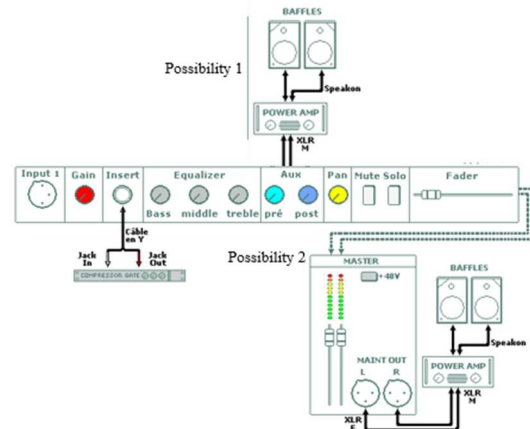 BAFFLES
Possibility 1
Speakon
POWER AMP
XLR
M
Input 1 Gain Insert Equalizer Aux Pan Mute Solo Fader
Bass middle treble pré post
Câble
en Y
Jack
In
Jack
Out
COMPRESSOR GATE
Possibility 2
MASTER
+48V
BAFFLES
Speakon
MAINT OUT
L R
POWER AMP
XLR
F
XLR
M